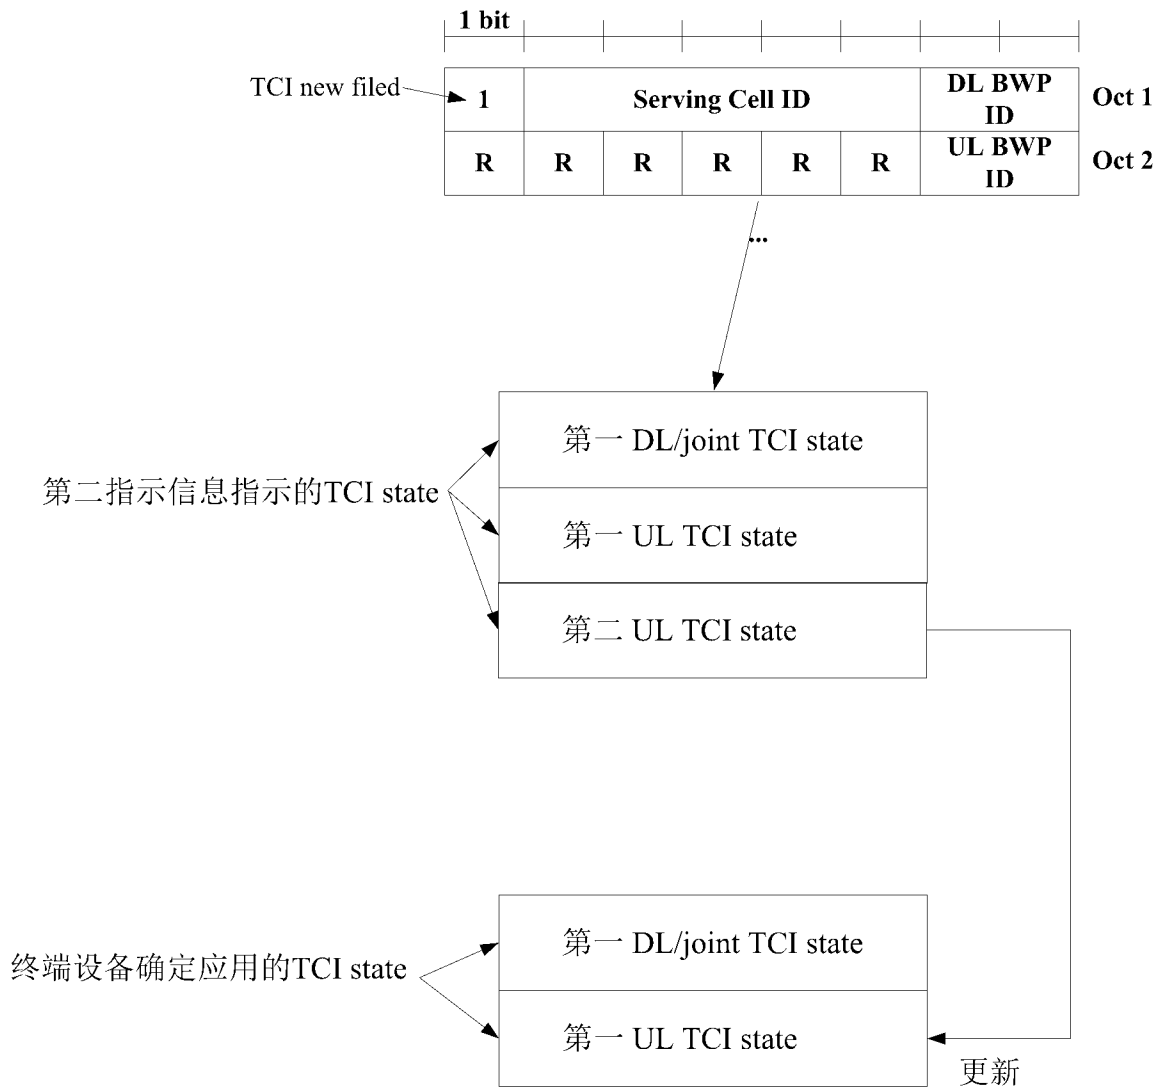 1 bit
TCI new filed
1 Serving Cell ID DL BWP
ID Oct 1
R R R R R R UL BWP
ID Oct 2
...
第一 DL/joint TCI state
第二指示信息指示的TCI state
第一 UL TCI state
第二 UL TCI state
第一 DL/joint TCI state
终端设备确定应用的TCI state
第一 UL TCI state
更新